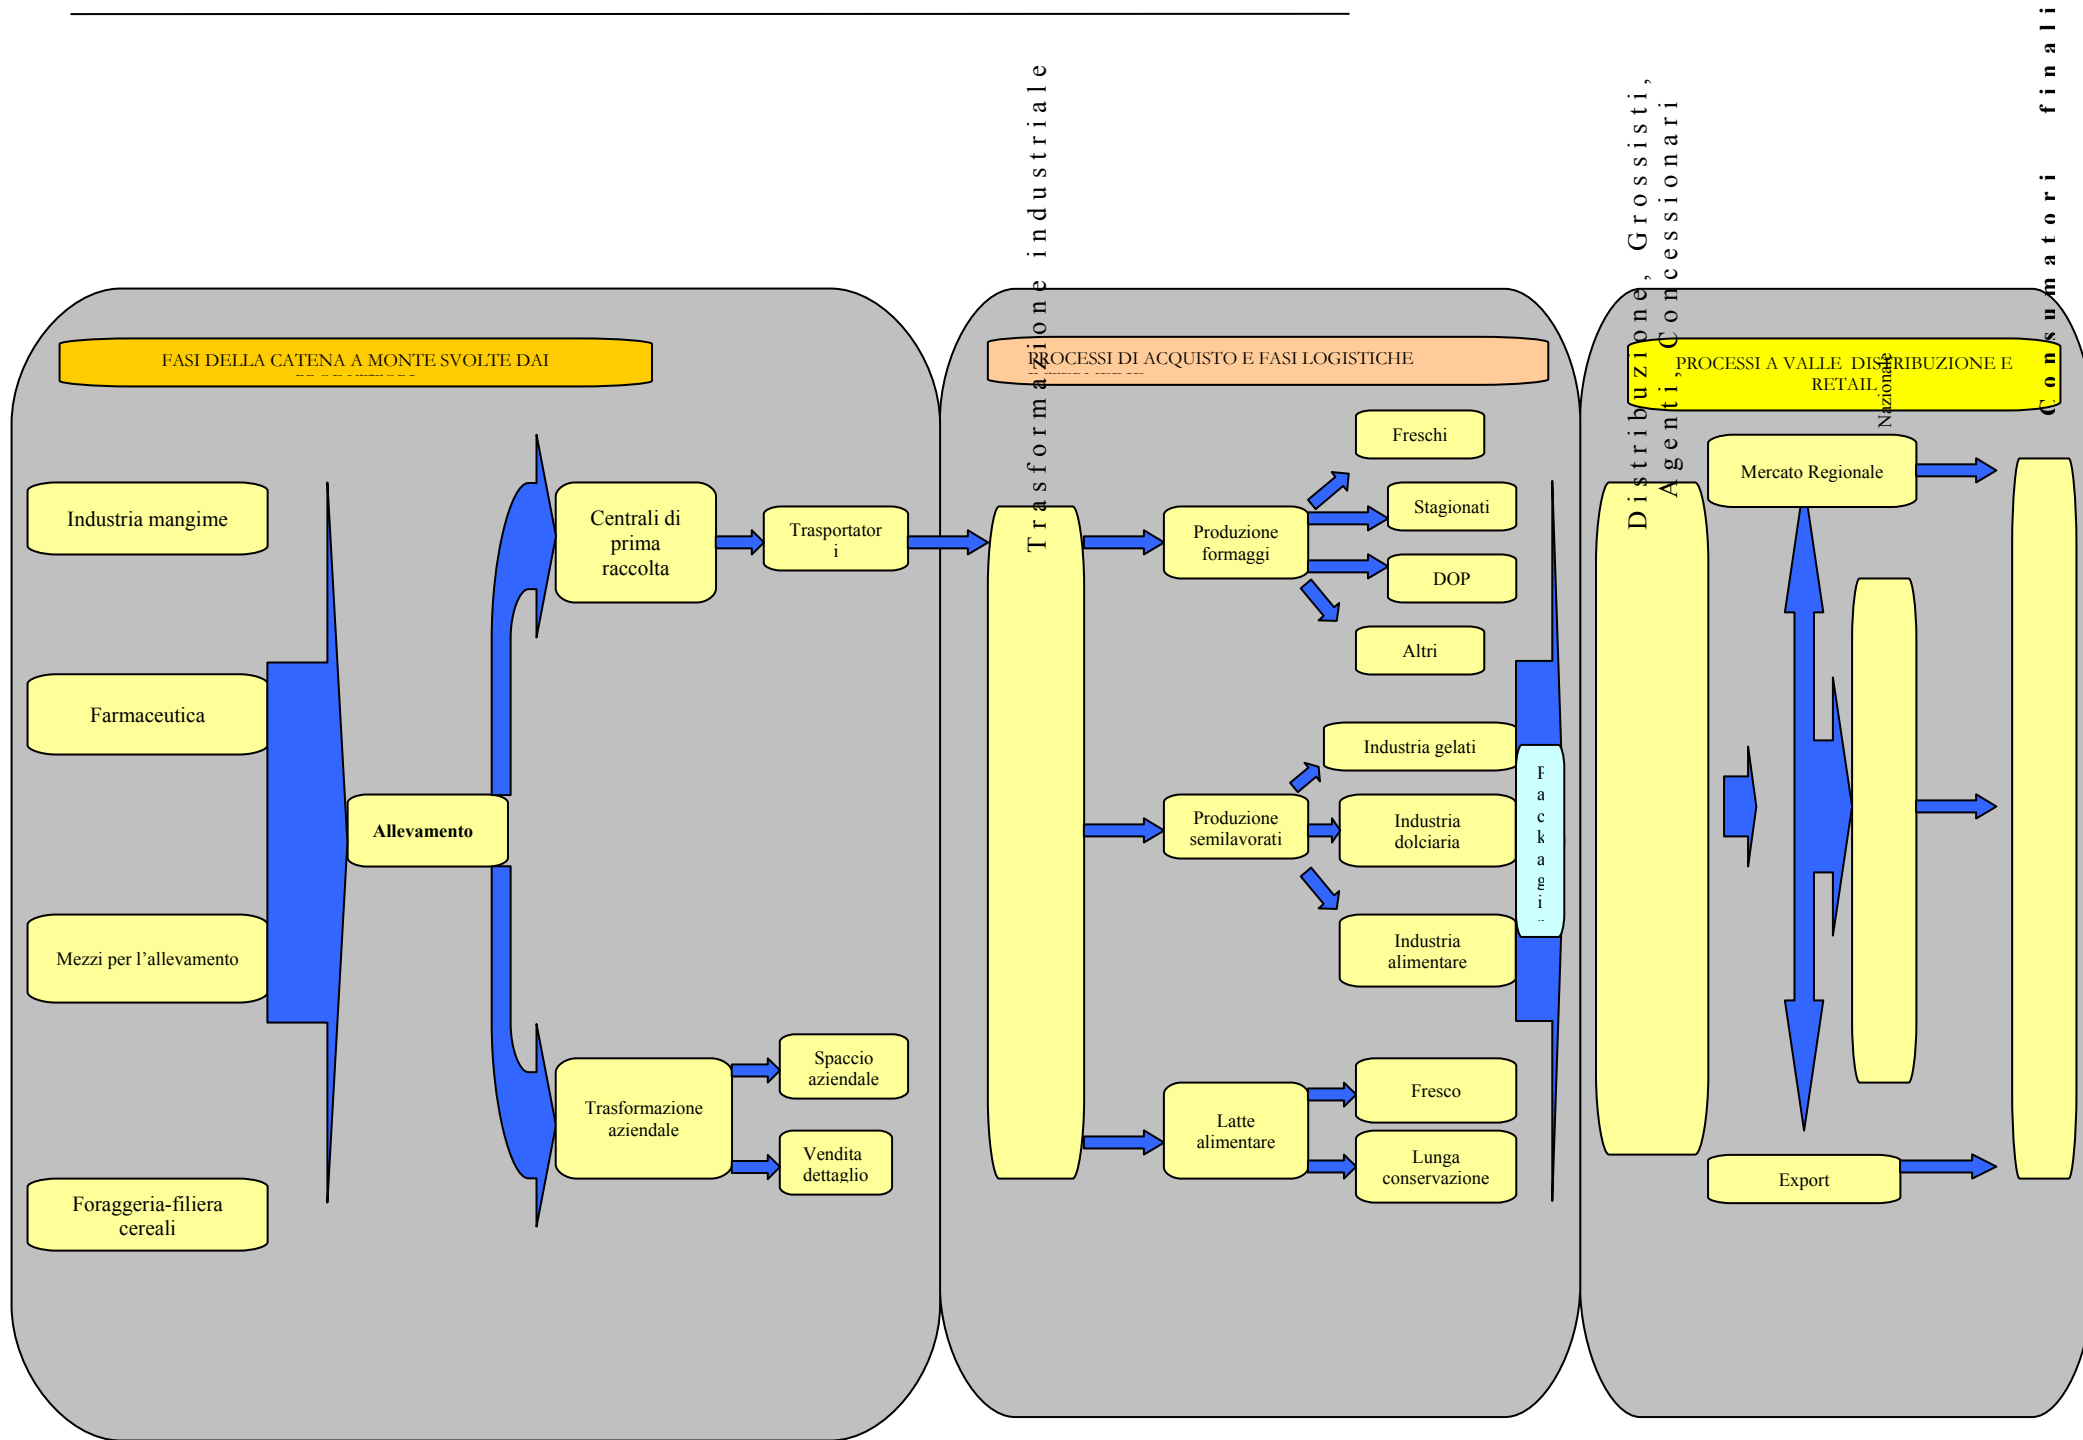 FASI DELLA CATENA A MONTE SVOLTE DAI
Industria mangime
Farmaceutica
Mezzi per l’allevamento
Foraggeria-filiera
cereali
Allevamento
Centrali di
prima
raccolta
Trasportator
i
Trasformazione
aziendale
Spaccio
aziendale
Vendita
dettaglio
PROCESSI DI ACQUISTO E FASI LOGISTICHE
Trasformazione industriale
Produzione
formaggi
Freschi
Stagionati
DOP
Altri
Produzione
semilavorati
Industria gelati
Industria
dolciaria
Industria
alimentare
Latte
alimentare
Fresco
Lunga
conservazione
P
a
c
k
a
g
i
PROCESSI A VALLE DISTRIBUZIONE E
RETAIL
Distribuzione, Grossisti,
Agenti, Concessionari
Mercato Regionale
Nazionale
Export
Consumatori finali